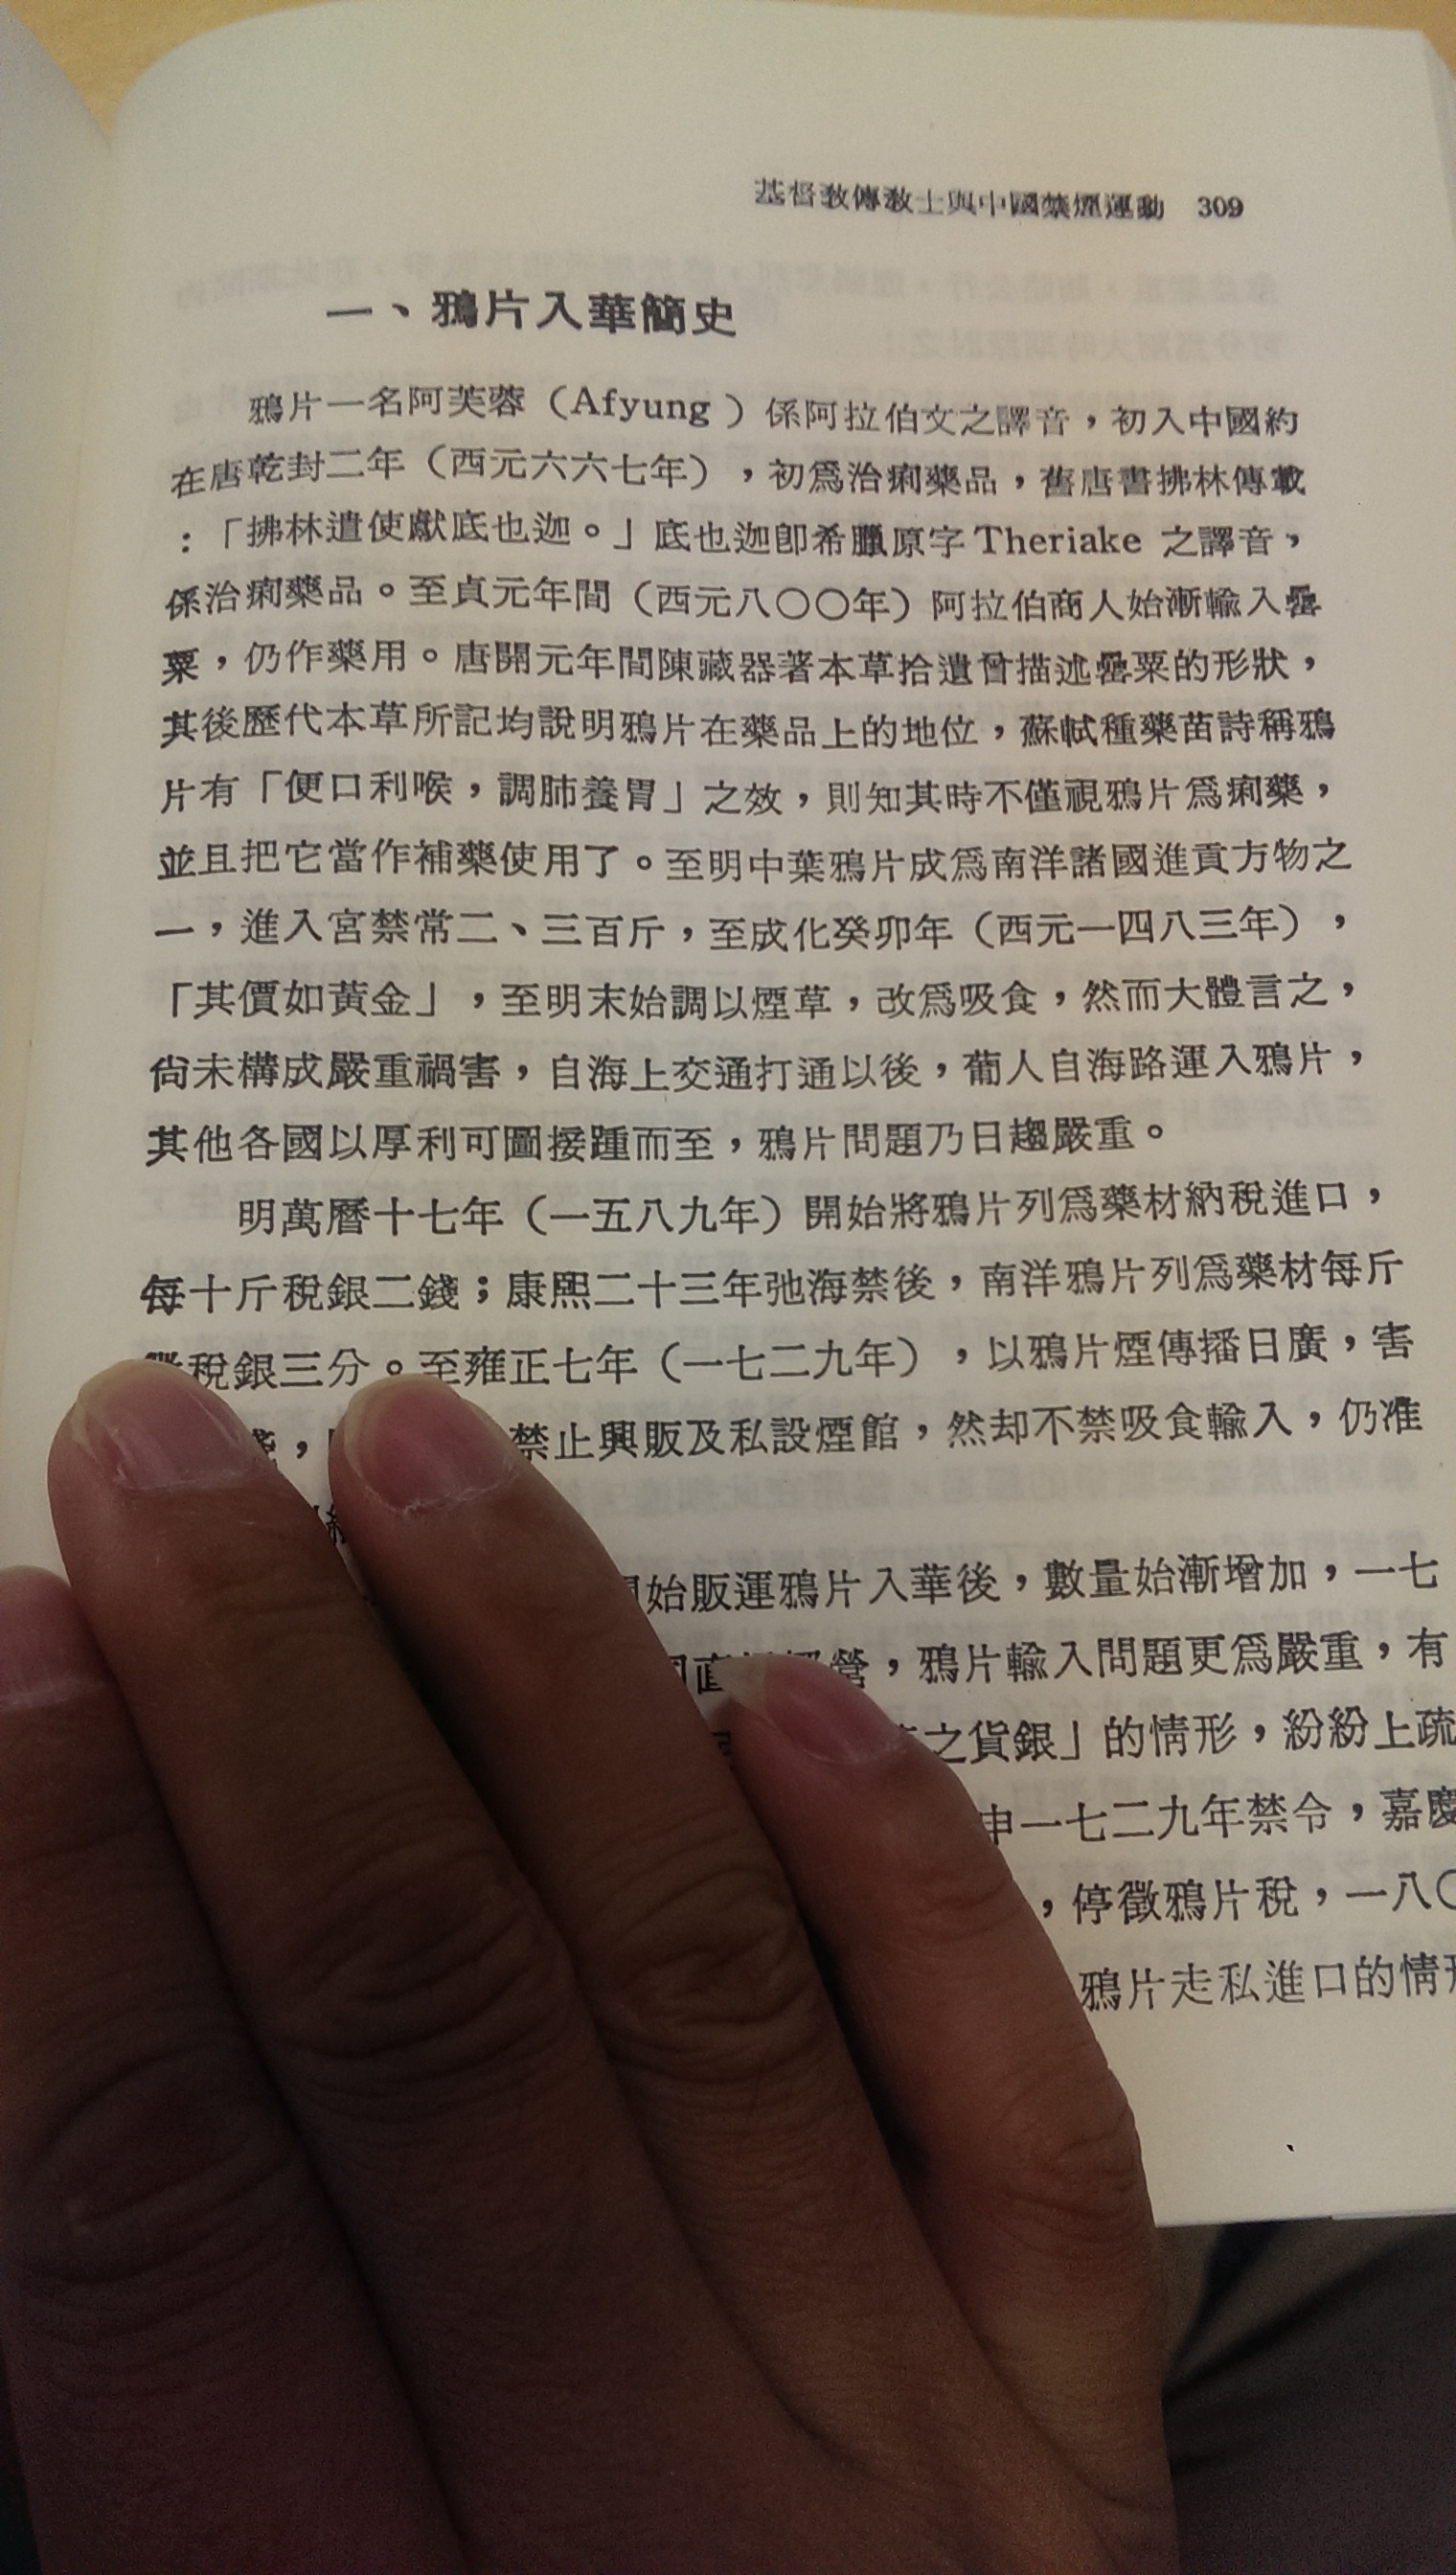 基督教傳教士與中國禁煙運動 309
一、鴉片入華簡史
鴉片一名阿芙蓉（Afyung）係阿拉伯文之譯音，初入中國約
在唐乾封二年（西元六六七年），初爲治痢藥品，舊唐書拂林傳載
：「拂林遣使獻底也迦。」底也迦卽希臘原字Theriake 之譯音，
係治痢藥品。至貞元年間（西元八〇〇年）阿拉伯商人始漸輸入罌
粟，仍作藥用。唐開元年間陳藏器著本草拾遺曾描述罌粟的形狀，
其後歷代本草所記均說明鴉片在藥品上的地位，蘇軾種藥苗詩稱鴉
片有「便口利喉，調肺養胃」之效，則知其時不僅視鴉片爲痢藥，
並且把它當作補藥使用了。至明中葉鴉片成爲南洋諸國進貢方物之
一，進入宮禁常二、三百斤，至成化癸卯年（西元一四八三年），
「其價如黃金」，至明末始調以煙草，改爲吸食，然而大體言之，
尙未構成嚴重禍害，自海上交通打通以後，葡人自海路運入鴉片，
其他各國以厚利可圖接踵而至，鴉片問題乃日趨嚴重。
明萬曆十七年（一五八九年）開始將鴉片列爲藥材納稅進口，
每十斤稅銀二錢；康熙二十三年弛海禁後，南洋鴉片列爲藥材每斤
稅銀三分。至雍正七年（一七二九年），以鴉片煙傳播日廣，害
，禁止興販及私設煙館，然却不禁吸食輸入，仍准
始販運鴉片入華後，數量始漸增加，一七
營，鴉片輸入問題更爲嚴重，有
之貨銀」的情形，紛紛上疏
申一七二九年禁令，嘉慶
，停徵鴉片稅，一八〇
鴉片走私進口的情